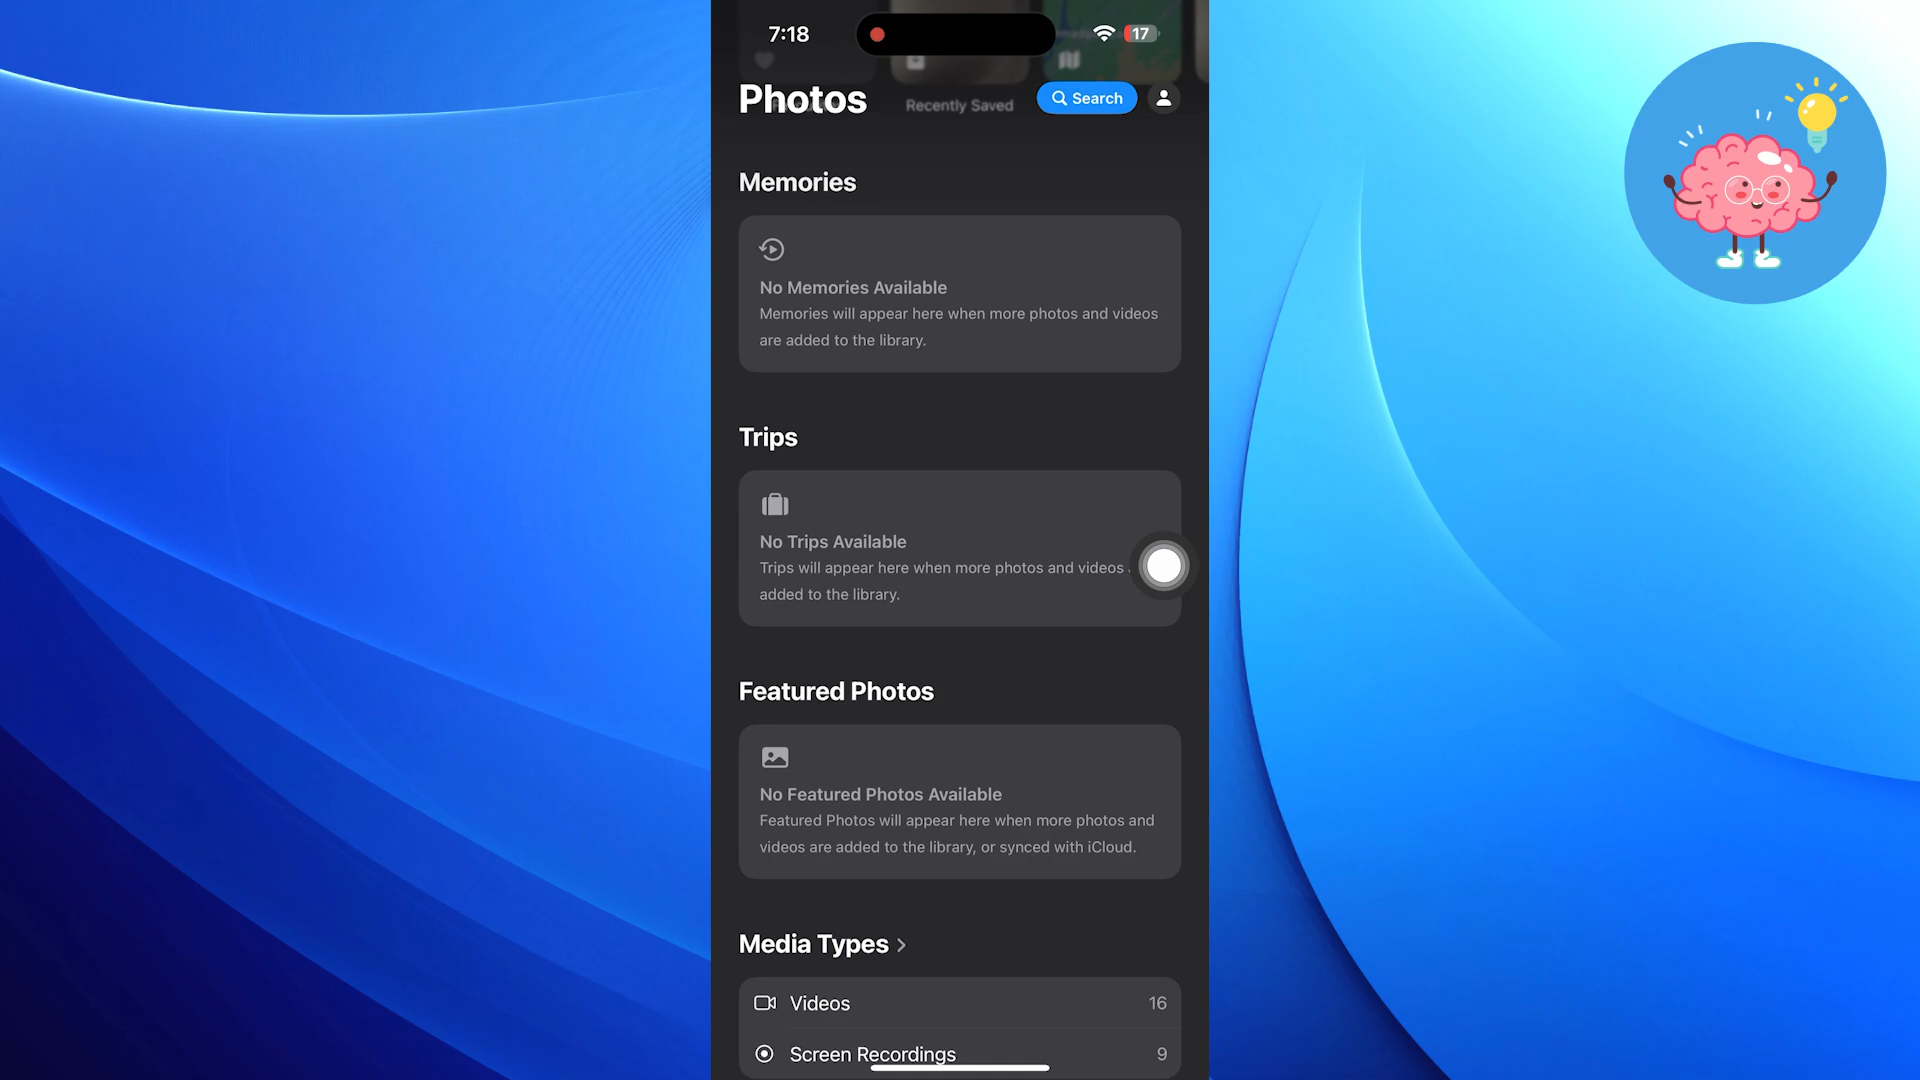 7:18
17
Photos
Recently Saved
Search
Memories
No Memories Available
Memories will appear here when more photos and videos
are added to the library.
Trips
No Trips Available
Trips will appear here when more photos and videos
added to the library.
Featured Photos
No Featured Photos Available
Featured Photos will appear here when more photos and
videos are added to the library, or synced with iCloud.
Media Types
Videos
16
Screen Recordings
9